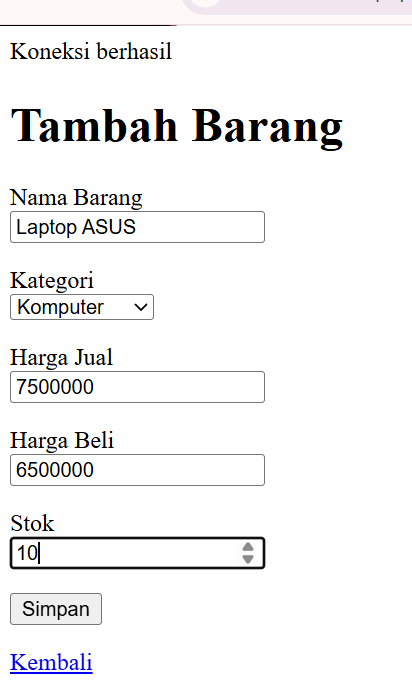 Koneksi berhasil
Tambah Barang
Nama Barang
Laptop ASUS
Kategori
Komputer
Harga Jual
7500000
Harga Beli
6500000
Stok
10
Simpan
Kembali